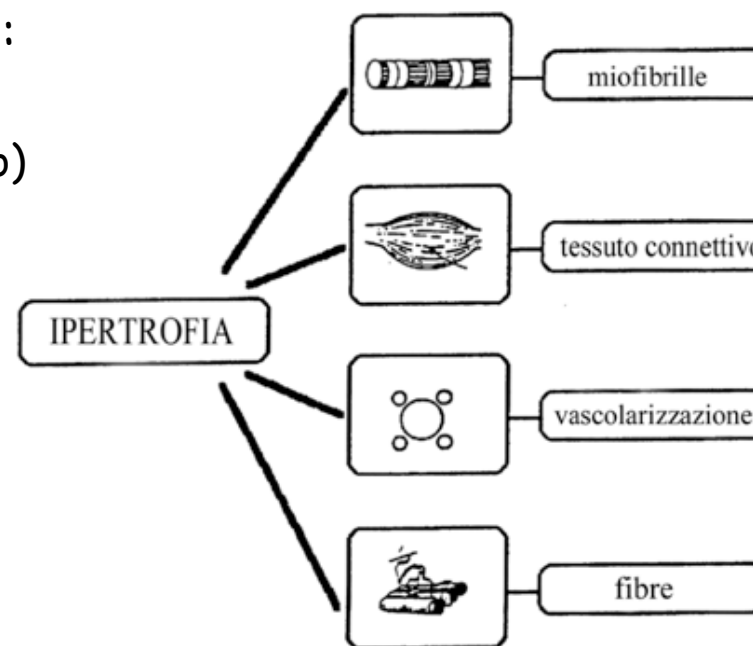 :
o)
miofibrille
tessuto connettivo
IPERTROFIA
vascolarizzazione
fibre